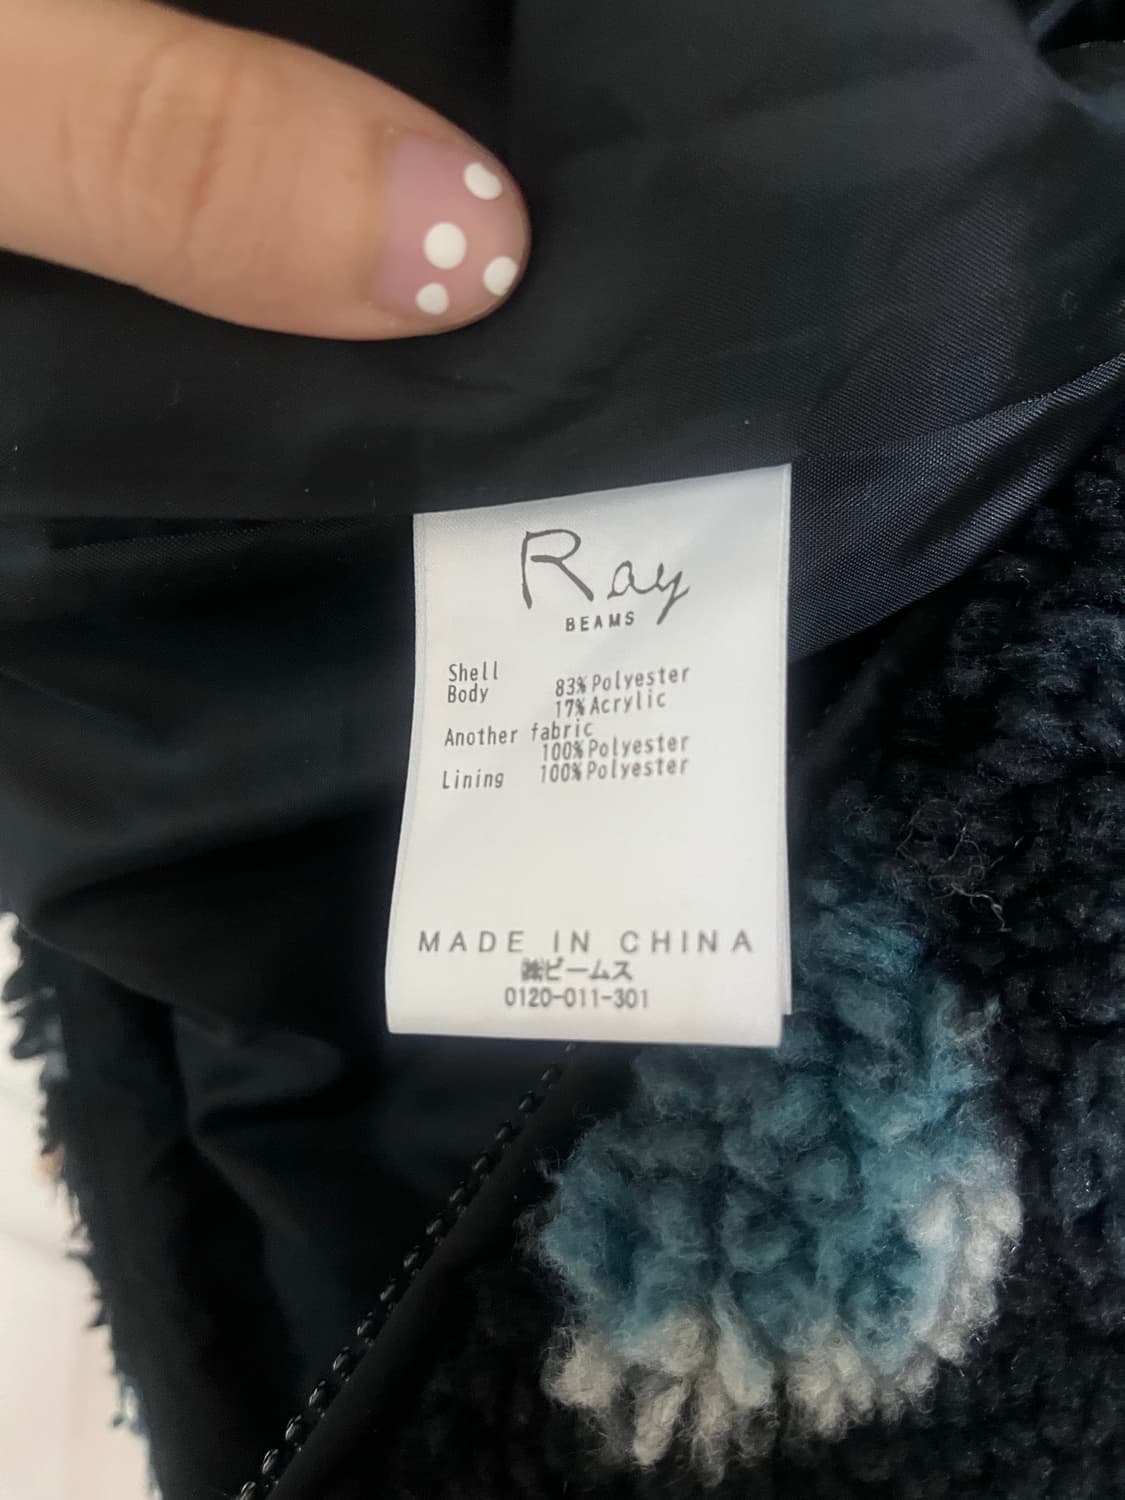 Ray
BEAMS
Shell
Body 83% Polyester
17% Acrylic
Another fabric
100% Polyester
Lining 100% Polyester
MADE IN CHINA
㈱ビームス
0120-011-301